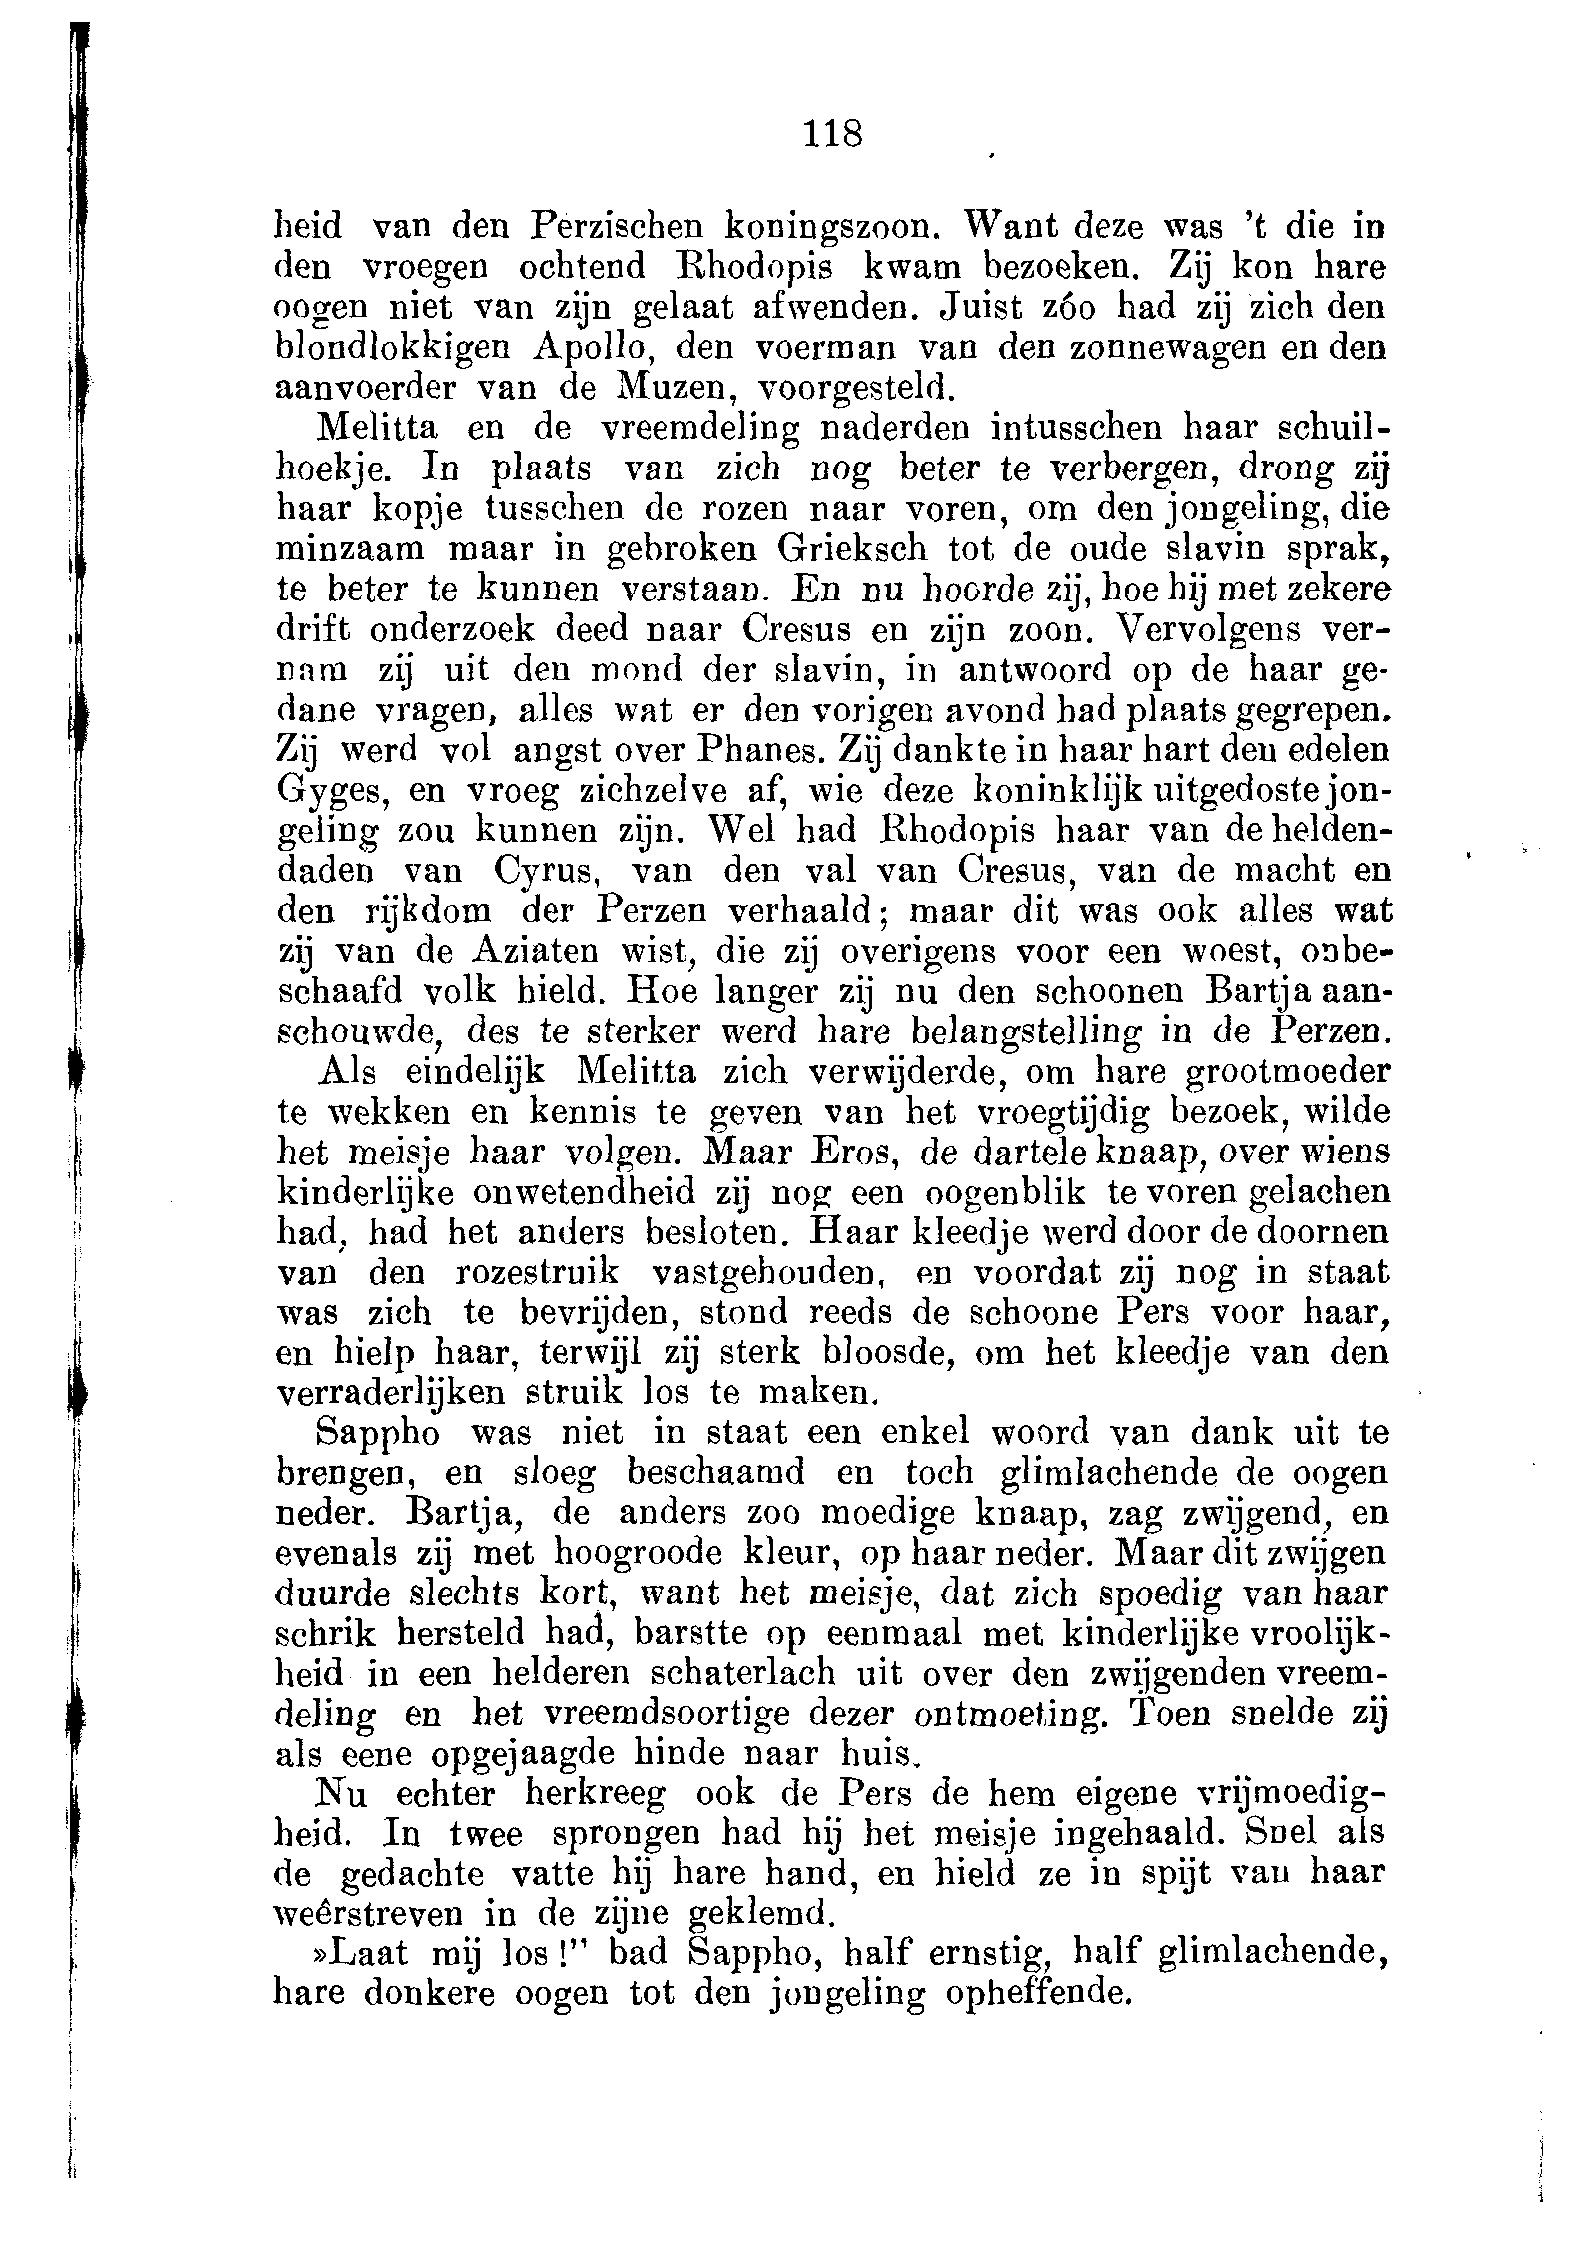 118
heid van den Perzischen koningszoon. Want deze was 't die in
den vroegen ochtend Rhodopis kwam bezoeken. Zij kon hare
oogen niet van zijn gelaat afwenden. Juist zóo had zij zich den
blondlokkigen Apollo, den voerman van den zonnewagen en den
aanvoerder van de Muzen, voorgesteld.
Melitta en de vreemdeling naderden intusschen haar schuil-
hoekje. In plaats van zich nog beter te verbergen, drong zij
haar kopje tusschen de rozen naar voren, om den jongeling, die
minzaam maar in gebroken Grieksch tot de oude slavin sprak,
te beter te kunnen verstaan. En nu hoorde zij, hoe hij met zekere
drift onderzoek deed naar Cresus en zijn zoon. Vervolgens ver-
nam zij uit den mond der slavin, in antwoord op de haar ge-
dane vragen, alles wat er den vorigen avond had plaats gegrepen.
Zij werd vol angst over Phanes. Zij dankte in haar hart den edelen
Gyges, en vroeg zichzelve af, wie deze koninklijk uitgedoste jon-
geling zou kunnen zijn. Wel had Rhodopis haar van de helden-
daden van Cyrus, van den val van Cresus, van de macht en
den rijkdom der Perzen verhaald; maar dit was ook alles wat
zij van de Aziaten wist, die zij overigens voor een woest, onbe-
schaafd volk hield. Hoe langer zij nu den schoonen Bartja aan-
schouwde, des te sterker werd hare belangstelling in de Perzen.
Als eindelijk Melitta zich verwijderde, om hare grootmoeder
te wekken en kennis te geven van het vroegtijdig bezoek, wilde
het meisje haar volgen. Maar Eros, de dartele knaap, over wiens
kinderlijke onwetendheid zij nog een oogenblik te voren gelachen
had, had het anders besloten. Haar kleedje werd door de doornen
van den rozestruik vastgehouden, en voordat zij nog in staat
was zich te bevrijden, stond reeds de schoone Pers voor haar,
en hielp haar, terwijl zij sterk bloosde, om het kleedje van den
verraderlijken struik los te maken.
Sappho was niet in staat een enkel woord van dank uit te
brengen, en sloeg beschaamd en toch glimlachende de oogen
neder. Bartja, de anders zoo moedige knaap, zag zwijgend, en
evenals zij met hoogroode kleur, op haar neder. Maar dit zwijgen
duurde slechts kort, want het meisje, dat zich spoedig van haar
schrik hersteld had, barstte op eenmaal met kinderlijke vroolijk-
heid in een helderen schaterlach uit over den zwijgenden vreem-
deling en het vreemdsoortige dezer ontmoeting. Toen snelde zij
als eene opgejaagde hinde naar huis.
Nu echter herkreeg ook de Pers de hem eigene vrijmoedig-
heid. In twee sprongen had hij het meisje ingehaald. Snel als
de gedachte vatte hij hare hand, en hield ze in spijt van haar
weêrstreven in de zijne geklemd.
»Laat mij los!” bad Sappho, half ernstig, half glimlachende,
hare donkere oogen tot den jongeling opheffende.